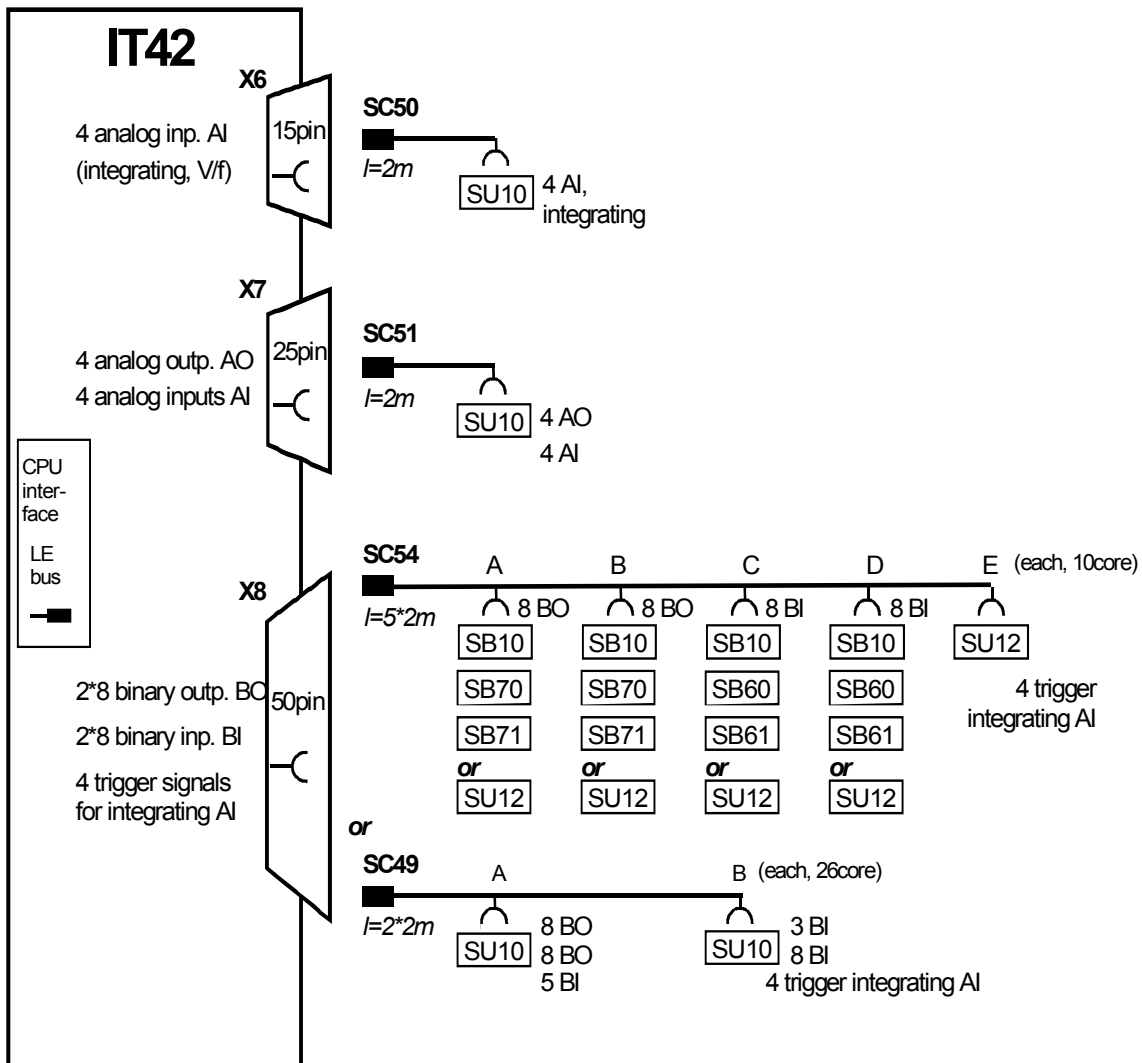 IT42
X6
15pin
4 analog inp. AI
(integrating, V/f)
SC50
l=2m
SU10
4 AI,
integrating
X7
25pin
4 analog outp. AO
4 analog inputs AI
SC51
l=2m
SU10
4 AO
4 AI
CPU
inter-
face
LE
bus
X8
50pin
2*8 binary outp. BO
2*8 binary inp. BI
4 trigger signals
for integrating AI
SC54
l=5*2m
A B C D E (each, 10core)
8 BO 8 BO 8 BI 8 BI
SB10 SB10 SB10 SB10 SU12
SB70 SB70 SB60 SB60
4 trigger
integrating AI
SB71 SB71 SB61 SB61
or or or or
SU12 SU12 SU12 SU12
or
SC49
l=2*2m
A B (each, 26core)
SU10
8 BO
8 BO
5 BI
SU10
3 BI
8 BI
4 trigger integrating AI